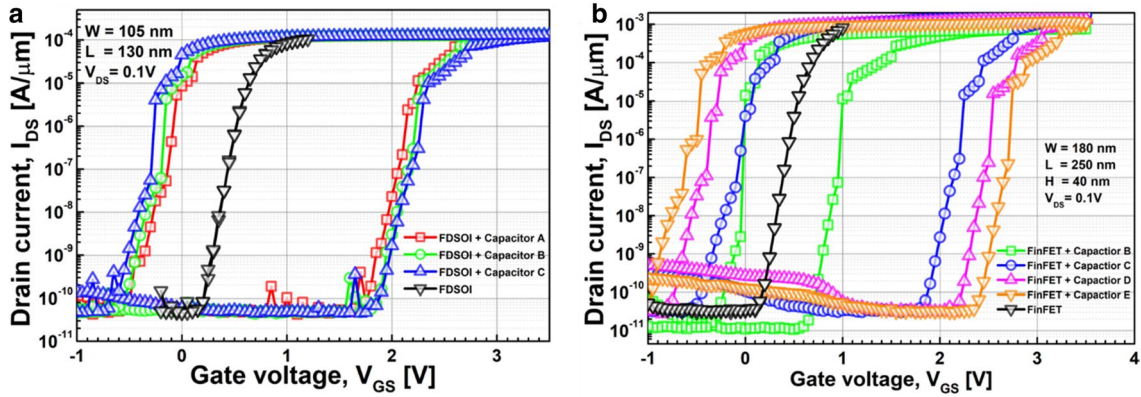 a
W = 105 nm
L = 130 nm
V_DS= 0.1V
Drain current, I_DS [A/μm]
10^-3
10^-4
10^-5
10^-6
10^-7
10^-8
10^-9
10^-10
10^-11
FDSOI + Capacitor A
FDSOI + Capacitor B
FDSOI + Capacitor C
FDSOI
-1 0 1 2 3
Gate voltage, V_GS [V]
b
Drain current, I_DS [A/μm]
10^-3
10^-4
10^-5
10^-6
10^-7
10^-8
10^-9
10^-10
10^-11
W = 180 nm
L = 250 nm
H = 40 nm
V_DS= 0.1V
FinFET + Capactior B
FinFET + Capactior C
FinFET + Capactior D
FinFET + Capactior E
FinFET
-1 0 1 2 3 4
Gate voltage, V_GS [V]